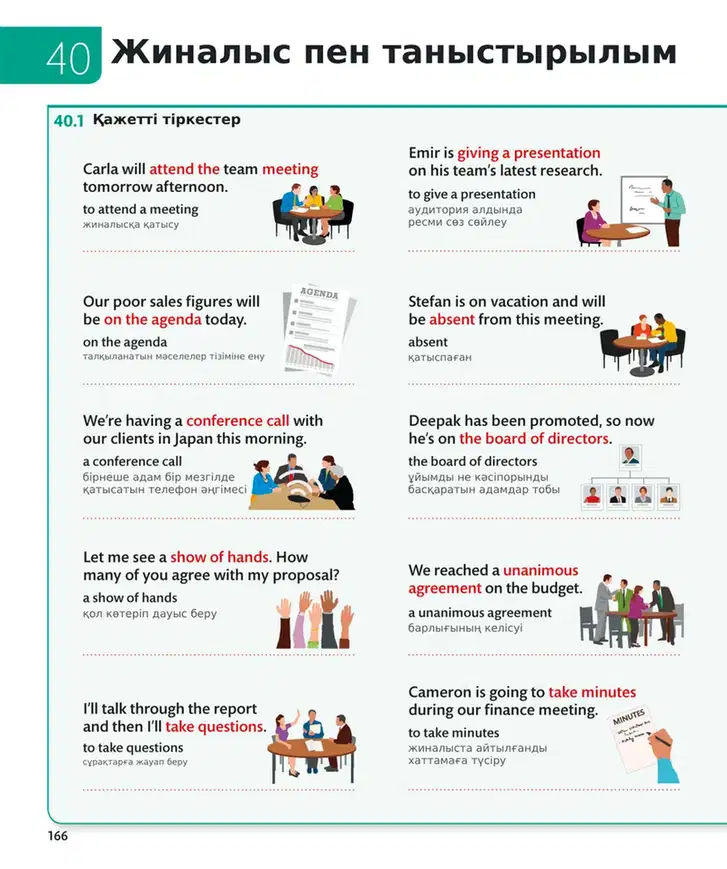 40
Жиналыс пен таныстырылым
40.1 Қажетті тіркестер
Carla will attend the team meeting
tomorrow afternoon.
to attend a meeting
жиналысқа қатысу
Emir is giving a presentation
on his team's latest research.
to give a presentation
аудитория алдында
ресми сөз сөйлеу
Our poor sales figures will
be on the agenda today.
on the agenda
талқыланатын мәселелер тізіміне ену
AGENDA
Stefan is on vacation and will
be absent from this meeting.
absent
қатыспаған
We're having a conference call with
our clients in Japan this morning.
a conference call
бірнеше адам бір мезгілде
қатысатын телефон әңгімесі
Deepak has been promoted, so now
he's on the board of directors.
the board of directors
ұйымды не кәсіпорынды
басқаратын адамдар тобы
Let me see a show of hands. How
many of you agree with my proposal?
a show of hands
қол көтеріп дауыс беру
We reached a unanimous
agreement on the budget.
a unanimous agreement
барлығының келісуі
I'll talk through the report
and then I'll take questions.
to take questions
сұрақтарға жауап беру
Cameron is going to take minutes
during our finance meeting.
to take minutes
жиналыста айтылғанды
хаттамаға түсіру
MINUTES
166